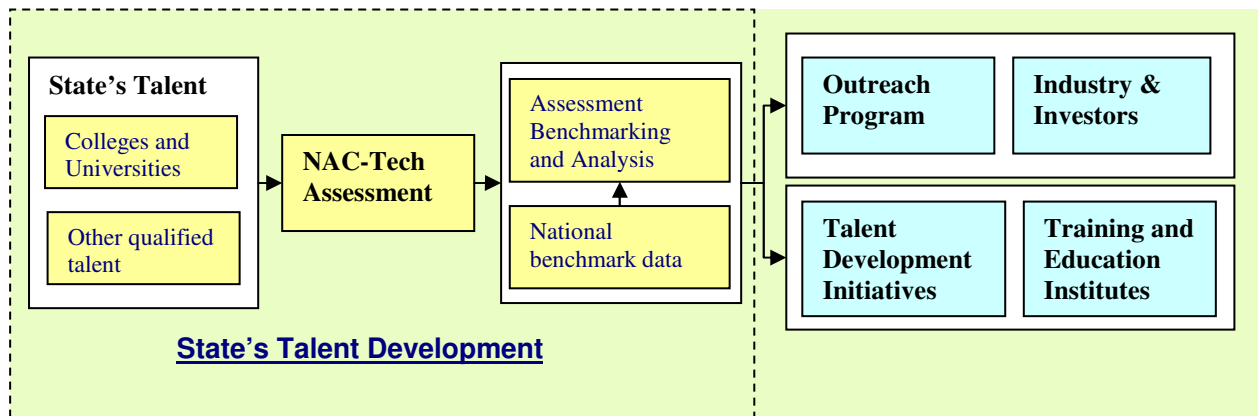 State's Talent
Colleges and
Universities
Other qualified
talent
NAC-Tech
Assessment
Assessment
Benchmarking
and Analysis
National
benchmark data
Outreach
Program
Industry &
Investors
Talent
Development
Initiatives
Training and
Education
Institutes
State's Talent Development